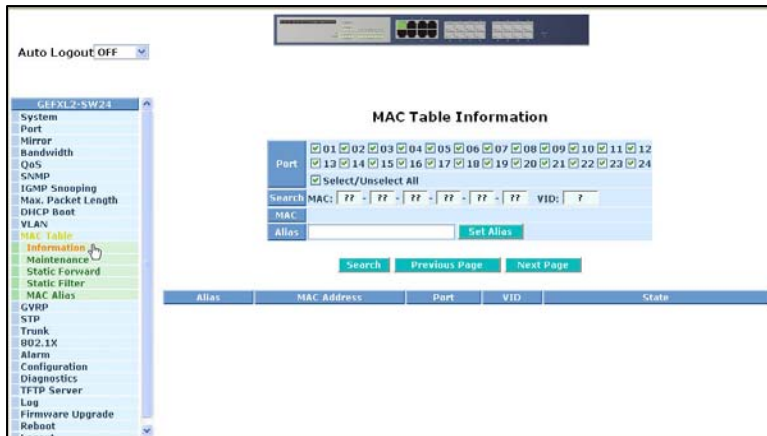 Auto Logout OFF
GEFXL2-SW24
System
Port
Mirror
Bandwidth
QoS
SNMP
IGMP Snooping
Max. Packet Length
DHCP Boot
VLAN
MAC Table
Information
Maintenance
Static Forward
Static Filter
MAC Alias
GVRP
STP
Trunk
802.1X
Alarm
Configuration
Diagnostics
TFTP Server
Log
Firmware Upgrade
Reboot
MAC Table Information
Port
01 02 03 04 05 06 07 08 09 10 11 12
13 14 15 16 17 18 19 20 21 22 23 24
Select/Unselect All
Search MAC: ?? - ?? - ?? - ?? - ?? - ?? VID: ?
MAC
Alias Set Alias
Search Previous Page Next Page
Alias MAC Address Port VID State